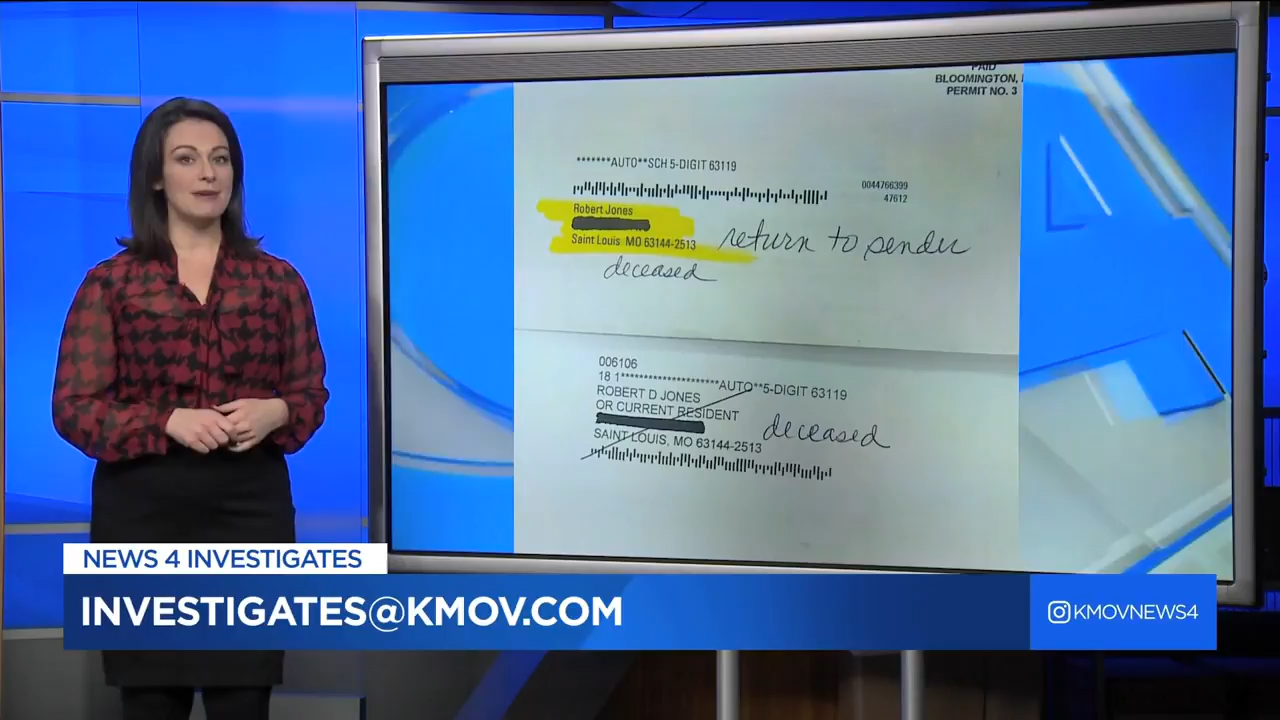 PAID
BLOOMINGTON,
PERMIT NO. 3
*******AUTO**SCH 5-DIGIT 63119
0044766399
47612
Robert Jones
Saint Louis MO 63144-2513
return to sender
deceased
006106
18 1*********************AUTO**5-DIGIT 63119
ROBERT D JONES
OR CURRENT RESIDENT
SAINT LOUIS, MO 63144-2513
deceased
NEWS 4 INVESTIGATES
INVESTIGATES@KMOV.COM
KMOVNEWS4